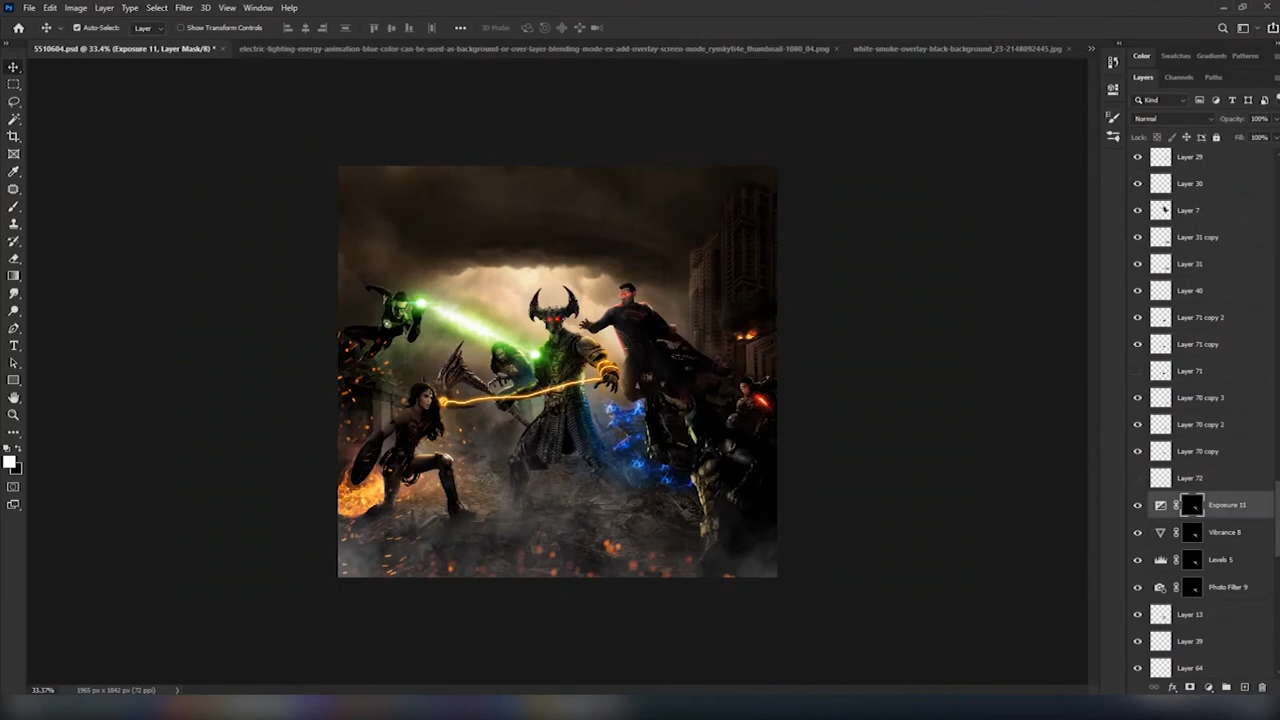 File Edit Image Layer Type Select Filter 3D View Window Help
Auto-Select: Layer Show Transform Controls 3D Mode:
5510604.psd @ 33.4% (Exposure 11, Layer Mask/8) * ×
electric-lighting-energy-animation-blue-color-can-be-used-as-background-or-over-layer-blending-mode-ex-add-overlay-screen-mode_rymkyti4e_thumbnail-1080_04.png ×
white-smoke-overlay-black-background_23-2148092445.jpg ×
Color Swatches Gradients Patterns
Layers Channels Paths
Kind
Normal Opacity: 100%
Lock: Fill: 100%
Layer 29
Layer 30
Layer 7
Layer 31 copy
Layer 31
Layer 40
Layer 71 copy 2
Layer 71 copy
Layer 71
Layer 70 copy 3
Layer 70 copy 2
Layer 70 copy
Layer 72
Exposure 11
Vibrance 8
Levels 5
Photo Filter 9
Layer 13
Layer 39
Layer 64
33.37% 1965 px x 1842 px (72 ppi)